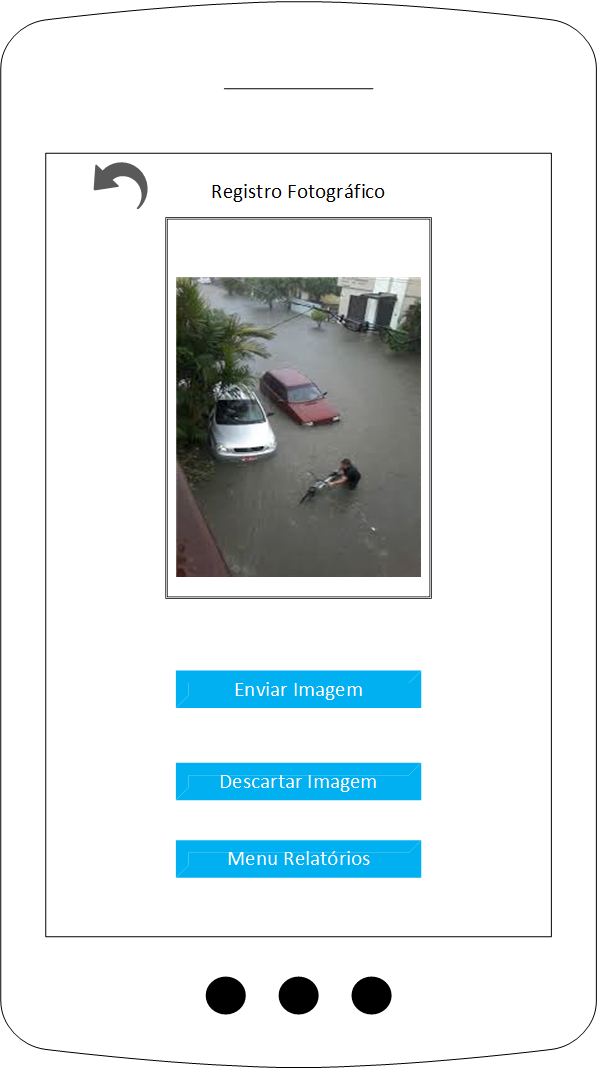 Registro Fotográfico
Enviar Imagem
Descartar Imagem
Menu Relatórios